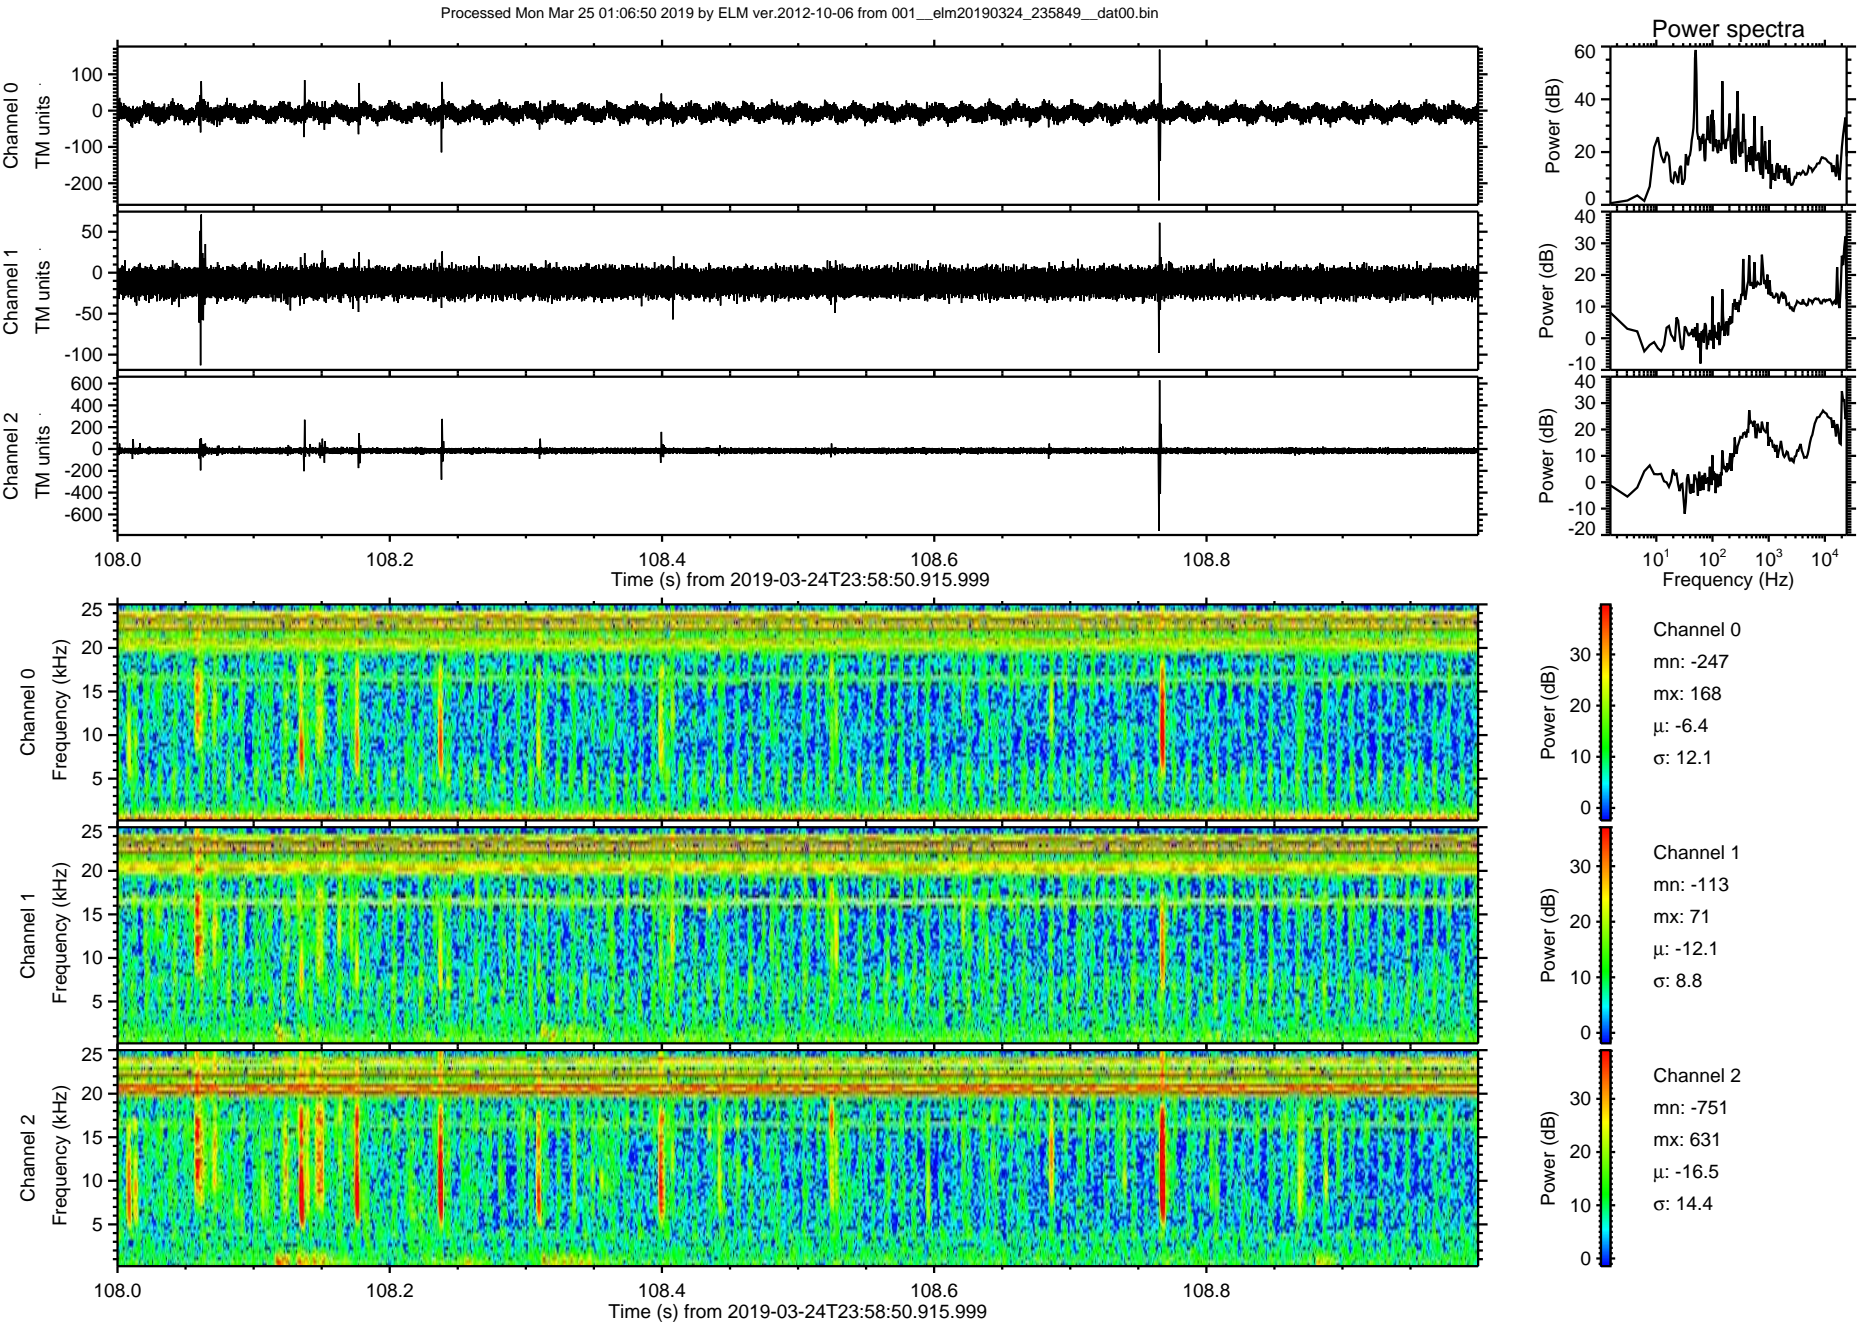 Processed Mon Mar 25 01:06:50 2019 by ELM ver.2012-10-06 from 001__elm20190324_235849__dat00.bin
Power spectra
Channel 0
TM units
100
0
-100
-200
Power (dB)
60
40
20
0
Channel 1
TM units
50
0
-50
-100
Power (dB)
40
30
20
10
0
-10
Channel 2
TM units
600
400
200
0
-200
-400
-600
Power (dB)
40
30
20
10
0
-10
-20
108.0 108.2 108.4 108.6 108.8
Time (s) from 2019-03-24T23:58:50.915.999
10^1 10^2 10^3 10^4
Frequency (Hz)
Channel 0
Frequency (kHz)
25
20
15
10
5
Power (dB)
30
20
10
0
Channel 0
mn: -247
mx: 168
μ: -6.4
σ: 12.1
Channel 1
Frequency (kHz)
25
20
15
10
5
Power (dB)
30
20
10
0
Channel 1
mn: -113
mx: 71
μ: -12.1
σ: 8.8
Channel 2
Frequency (kHz)
25
20
15
10
5
Power (dB)
30
20
10
0
Channel 2
mn: -751
mx: 631
μ: -16.5
σ: 14.4
108.0 108.2 108.4 108.6 108.8
Time (s) from 2019-03-24T23:58:50.915.999